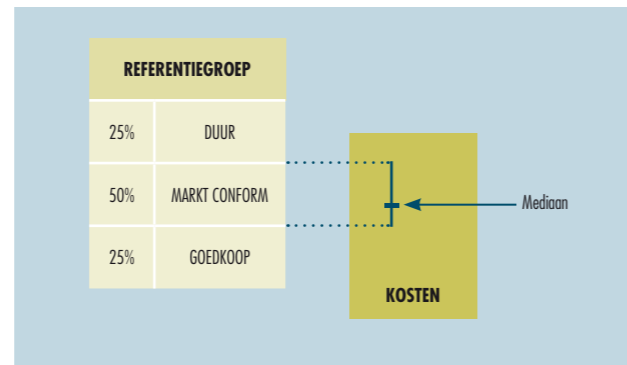 REFERENTIEGROEP
25% DUUR
50% MARKT CONFORM
25% GOEDKOOP
Mediaan
KOSTEN